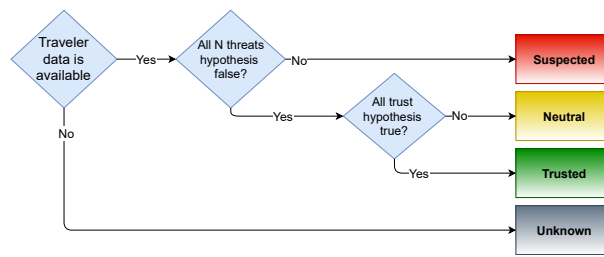 Traveler
data is
available
Yes
All N threats
hypothesis
false?
No
Suspected
Yes
All trust
hypothesis
true?
No
Neutral
Yes
Trusted
No
Unknown